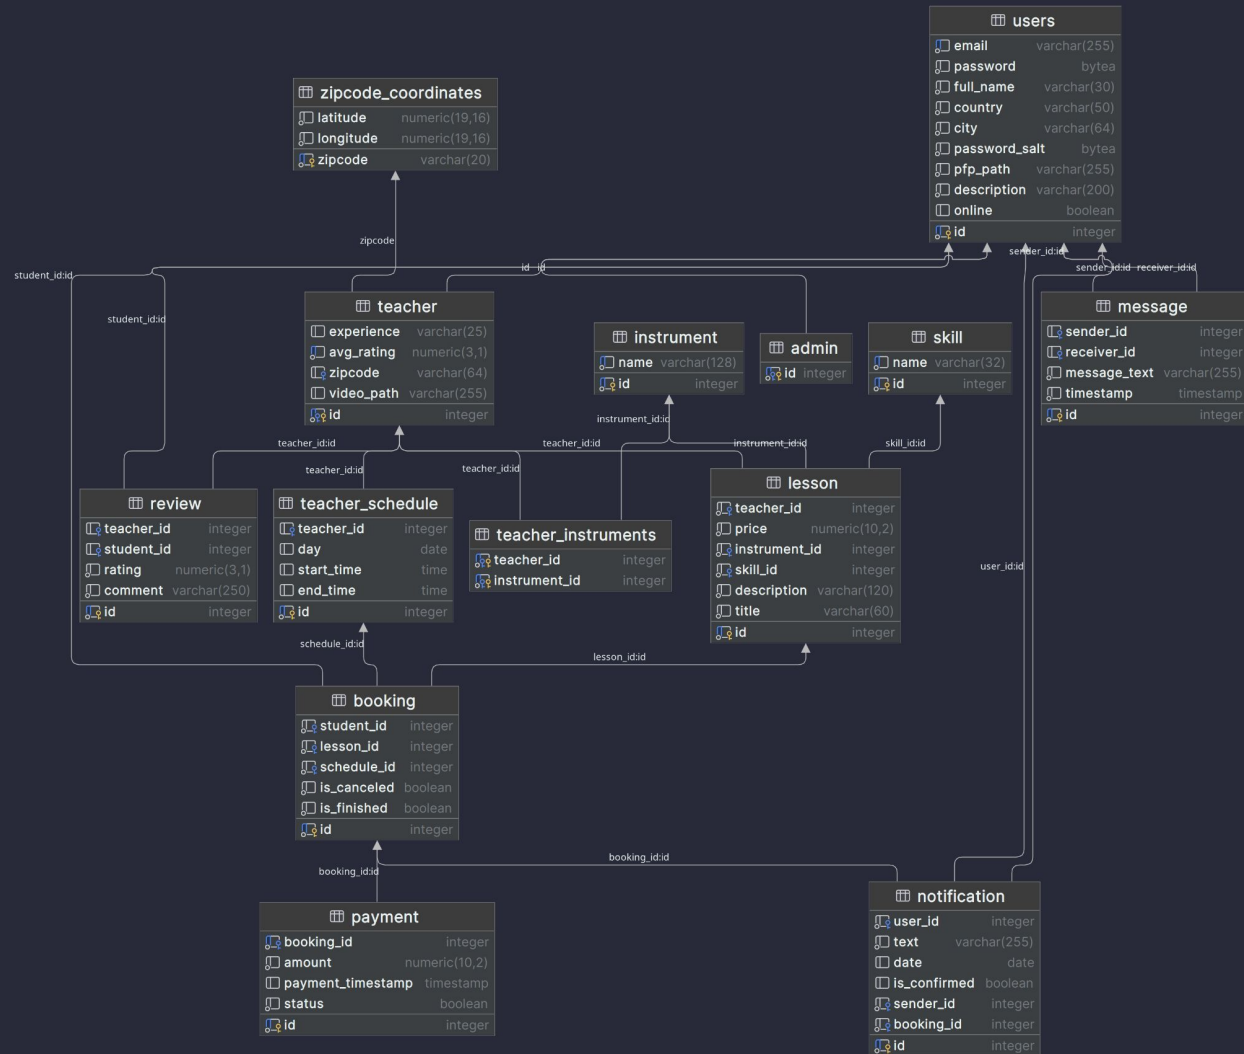 users
email varchar(255)
password bytea
full_name varchar(30)
country varchar(50)
city varchar(64)
password_salt bytea
pfp_path varchar(255)
description varchar(200)
online boolean
id integer
zipcode_coordinates
latitude numeric(19,16)
longitude numeric(19,16)
zipcode varchar(20)
zipcode
sender_id:id
student_id:id
id id
sender_id:id receiver_id:id
student_id:id
teacher
experience varchar(25)
avg_rating numeric(3,1)
zipcode varchar(64)
video_path varchar(255)
id integer
instrument
name varchar(128)
id integer
admin
id integer
skill
name varchar(32)
id integer
message
sender_id integer
receiver_id integer
message_text varchar(255)
timestamp timestamp
id integer
instrument_id:id
teacher_id:id
teacher_id:id
instrument_id:id
skill_id:id
teacher_id:id
teacher_id:id
review
teacher_id integer
student_id integer
rating numeric(3,1)
comment varchar(250)
id integer
teacher_schedule
teacher_id integer
day date
start_time time
end_time time
id integer
teacher_instruments
teacher_id integer
instrument_id integer
lesson
teacher_id integer
price numeric(10,2)
instrument_id integer
skill_id integer
description varchar(120)
title varchar(60)
id integer
user_id:id
schedule_id:id
lesson_id:id
booking
student_id integer
lesson_id integer
schedule_id integer
is_canceled boolean
is_finished boolean
id integer
booking_id:id
booking_id:id
payment
booking_id integer
amount numeric(10,2)
payment_timestamp timestamp
status boolean
id integer
notification
user_id integer
text varchar(255)
date date
is_confirmed boolean
sender_id integer
booking_id integer
id integer